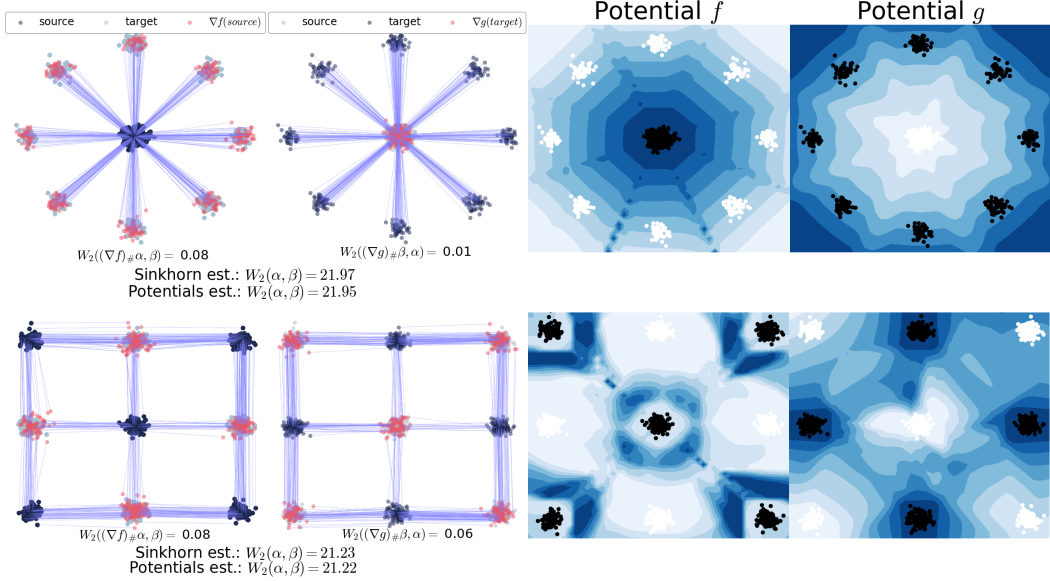 source target ∇f(source)
source target ∇g(target)
Potential f
Potential g
W₂((∇f)#α, β) = 0.08
W₂((∇g)#β, α) = 0.01
Sinkhorn est.: W₂(α, β) = 21.97
Potentials est.: W₂(α, β) = 21.95
W₂((∇f)#α, β) = 0.08
W₂((∇g)#β, α) = 0.06
Sinkhorn est.: W₂(α, β) = 21.23
Potentials est.: W₂(α, β) = 21.22